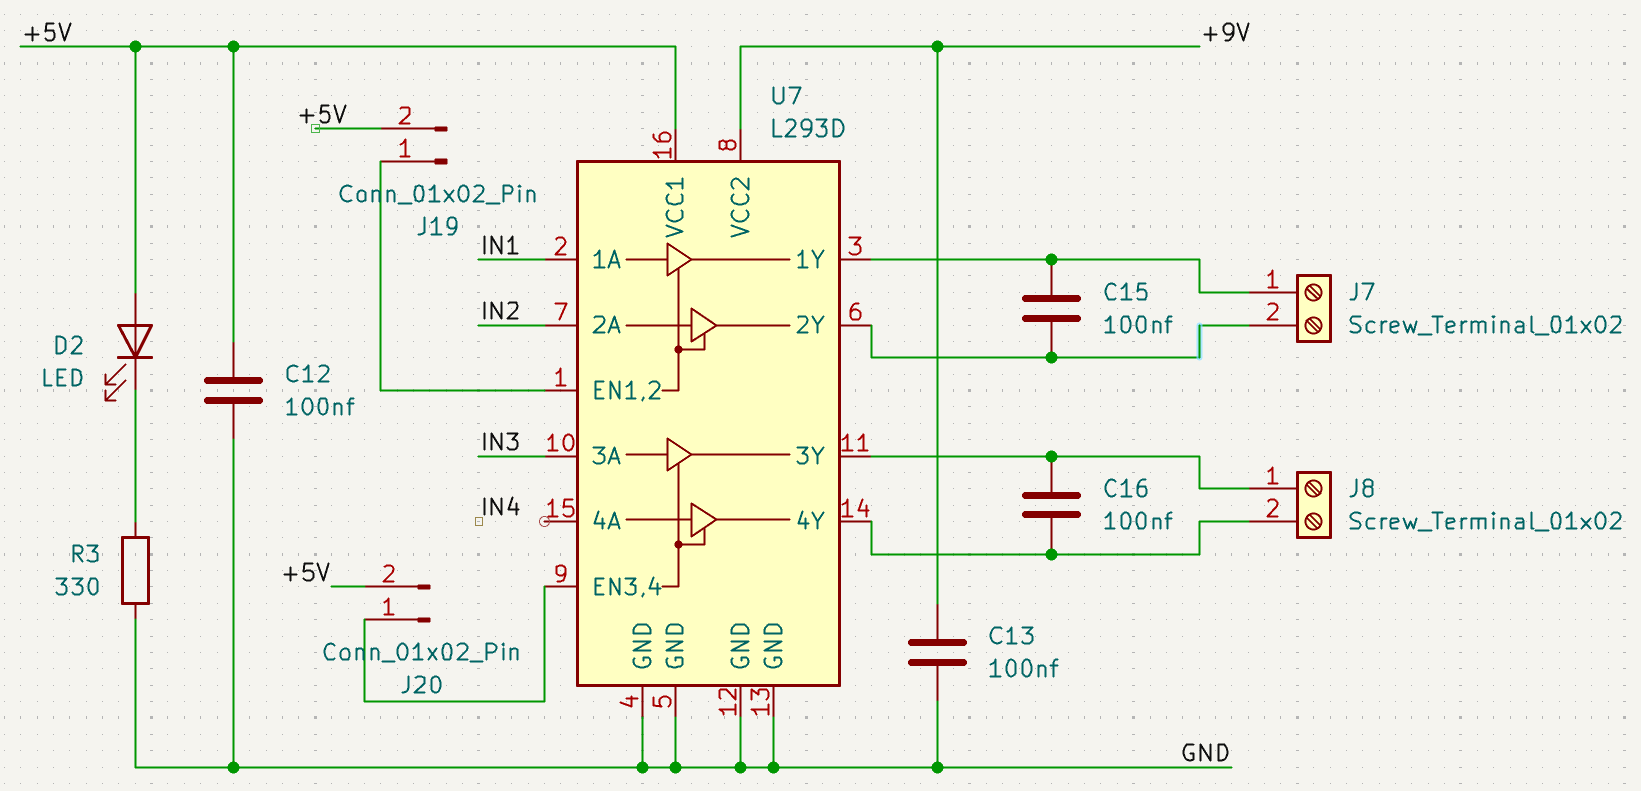 +5V
+9V
+5V
2
1
Conn_01x02_Pin
J19
U7
L293D
16
8
VCC1
VCC2
IN1
2
1A
1Y
3
IN2
7
2A
2Y
6
1
EN1,2
IN3
10
3A
3Y
11
IN4
15
4A
4Y
14
9
EN3,4
GND
GND
GND
GND
4
5
12
13
D2
LED
C12
100nf
R3
330
+5V
2
1
Conn_01x02_Pin
J20
C15
100nf
1
2
J7
Screw_Terminal_01x02
C16
100nf
1
2
J8
Screw_Terminal_01x02
C13
100nf
GND